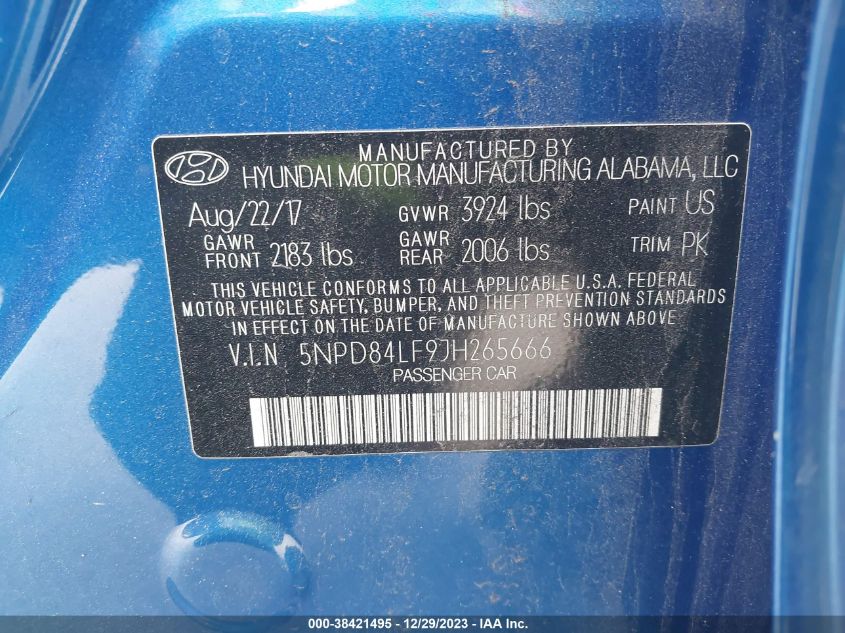 MANUFACTURED BY
HYUNDAI MOTOR MANUFACTURING ALABAMA, LLC
Aug/22/17 GVWR 3924 lbs PAINT US
GAWR FRONT 2183 lbs GAWR REAR 2006 lbs TRIM PK
THIS VEHICLE CONFORMS TO ALL APPLICABLE U.S.A. FEDERAL
MOTOR VEHICLE SAFETY, BUMPER, AND THEFT PREVENTION STANDARDS
IN EFFECT ON THE DATE OF MANUFACTURE SHOWN ABOVE
V.I.N 5NPD84LF9JH265666
PASSENGER CAR
000-38421495 - 12/29/2023 - IAA, Inc.